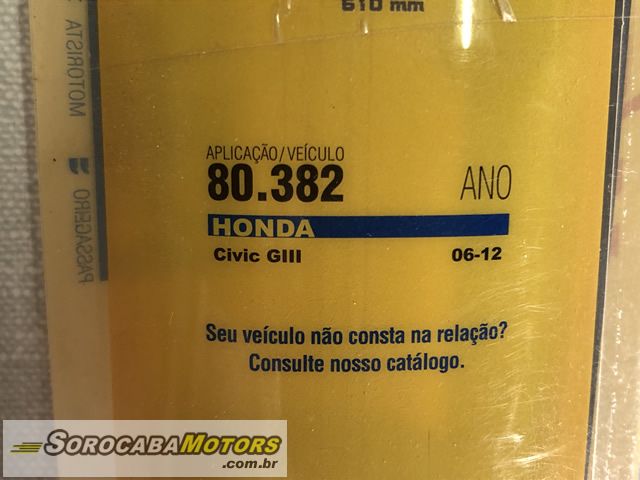 610 mm
MOTORISTA
PASSAGEIRO
APLICAÇÃO/VEÍCULO
80.382 ANO
HONDA
Civic GIII 06-12
Seu veículo não consta na relação?
Consulte nosso catálogo.
SOROCABAMOTORS
.com.br